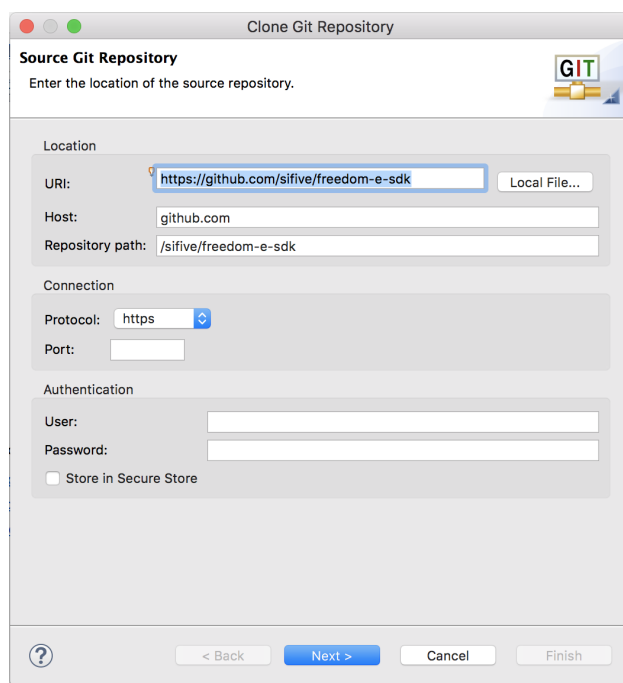 Clone Git Repository
Source Git Repository
Enter the location of the source repository.
GIT
Location
URI: https://github.com/sifive/freedom-e-sdk Local File...
Host: github.com
Repository path: /sifive/freedom-e-sdk
Connection
Protocol: https
Port:
Authentication
User:
Password:
Store in Secure Store
? < Back Next > Cancel Finish